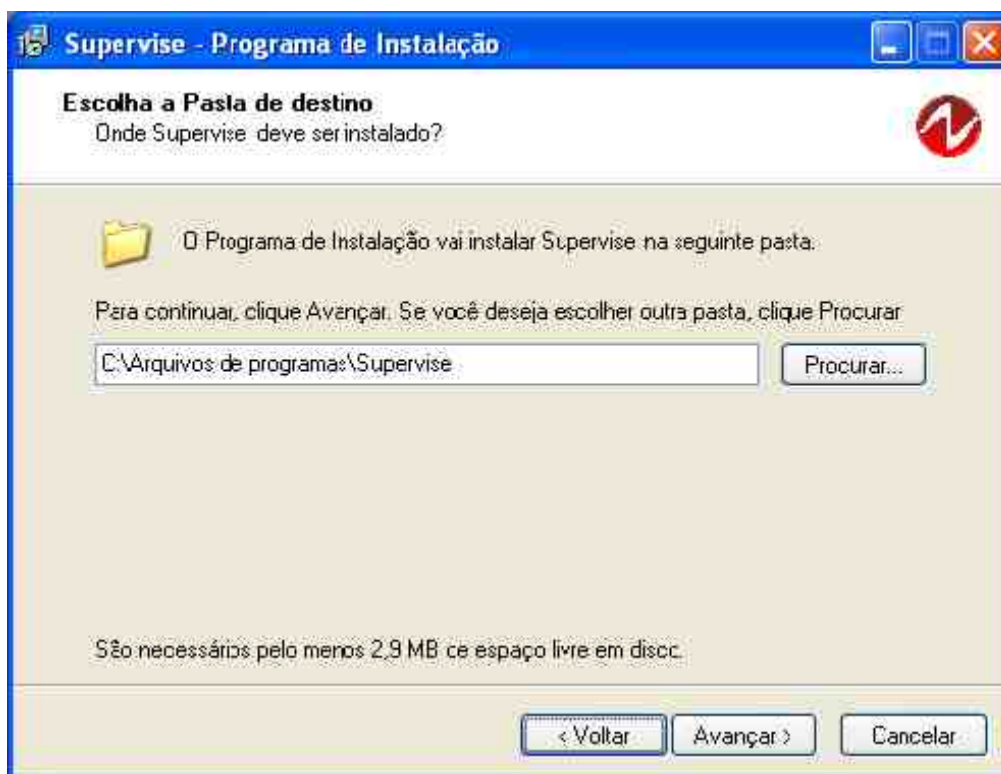 Supervise - Programa de Instalação
Escolha a Pasta de destino
Onde Supervise deve ser instalado?
O Programa de Instalação vai instalar Supervise na seguinte pasta.
Para continuar, clique Avançar. Se você deseja escolher outra pasta, clique Procurar
C:\Arquivos de programas\Supervise
Procurar...
São necessários pelo menos 2,9 MB de espaço livre em disco.
< Voltar
Avançar >
Cancelar